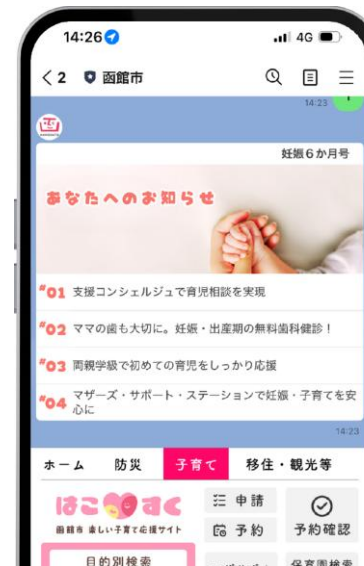 14:26
4G
2
函館市
14:23
妊娠6か月号
あなたへのお知らせ
#01 支援コンシェルジュで育児相談を実現
#02 ママの歯も大切に。妊娠・出産期の無料歯科健診!
#03 両親学級で初めての育児をしっかり応援
#04 マザーズ・サポート・ステーションで妊娠・子育てを安
心に
14:23
ホーム 防災 子育て 移住・観光等
はこすく
函館市 楽しい子育て応援サイト
申請
予約
予約確認
目的別検索
保育園検索